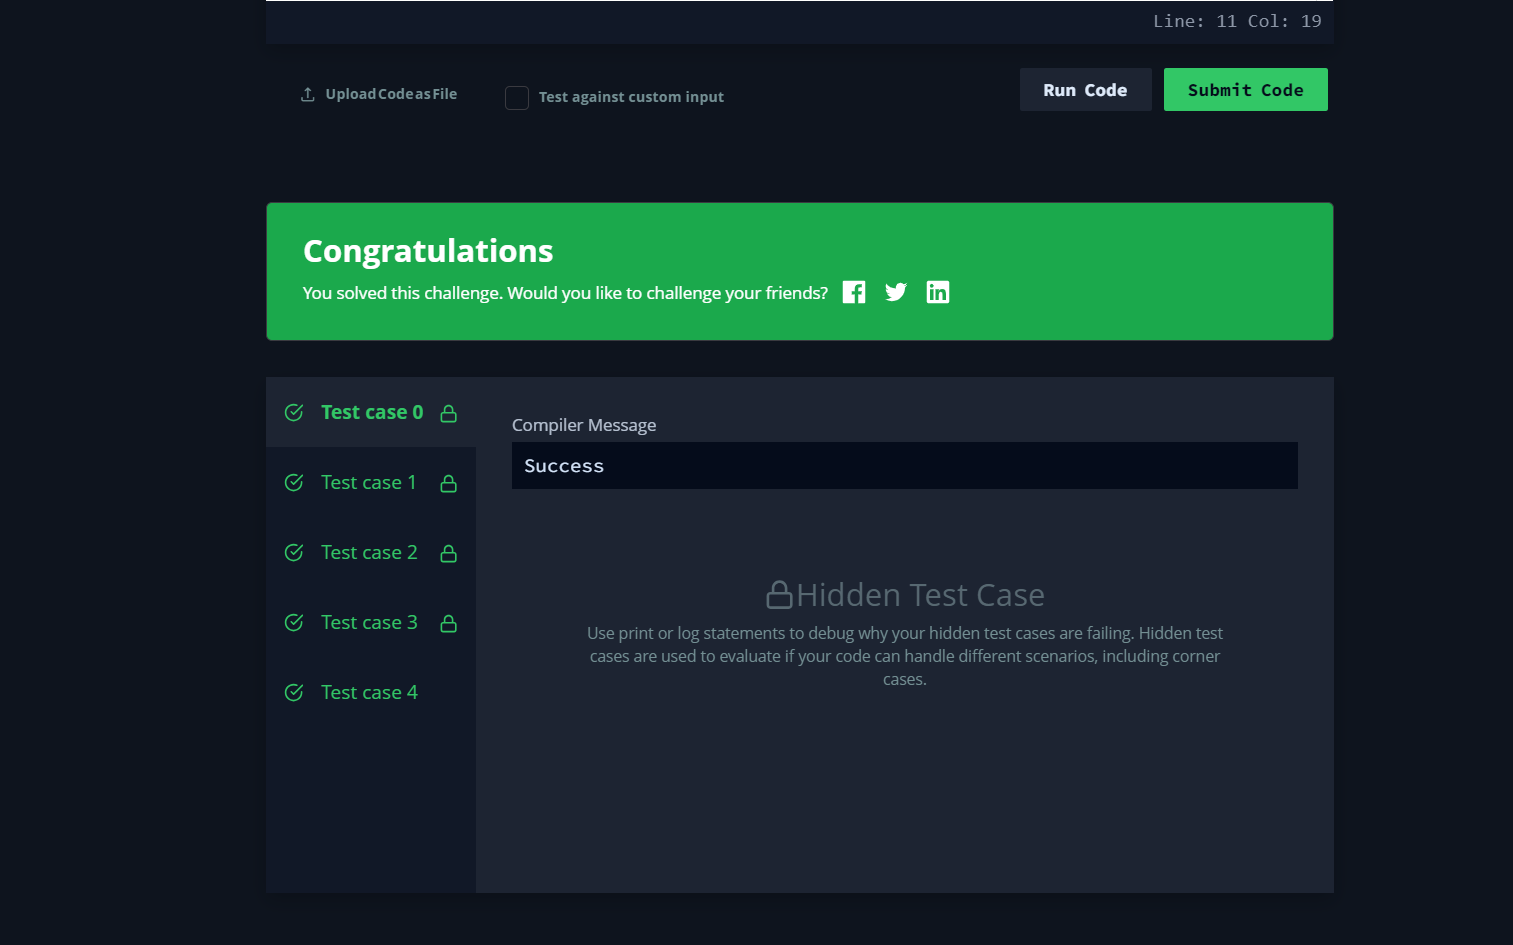 Line: 11 Col: 19
Upload Code as File
Test against custom input
Run Code
Submit Code
Congratulations
You solved this challenge. Would you like to challenge your friends?
Test case 0
Test case 1
Test case 2
Test case 3
Test case 4
Compiler Message
Success
Hidden Test Case
Use print or log statements to debug why your hidden test cases are failing. Hidden test
cases are used to evaluate if your code can handle different scenarios, including corner
cases.